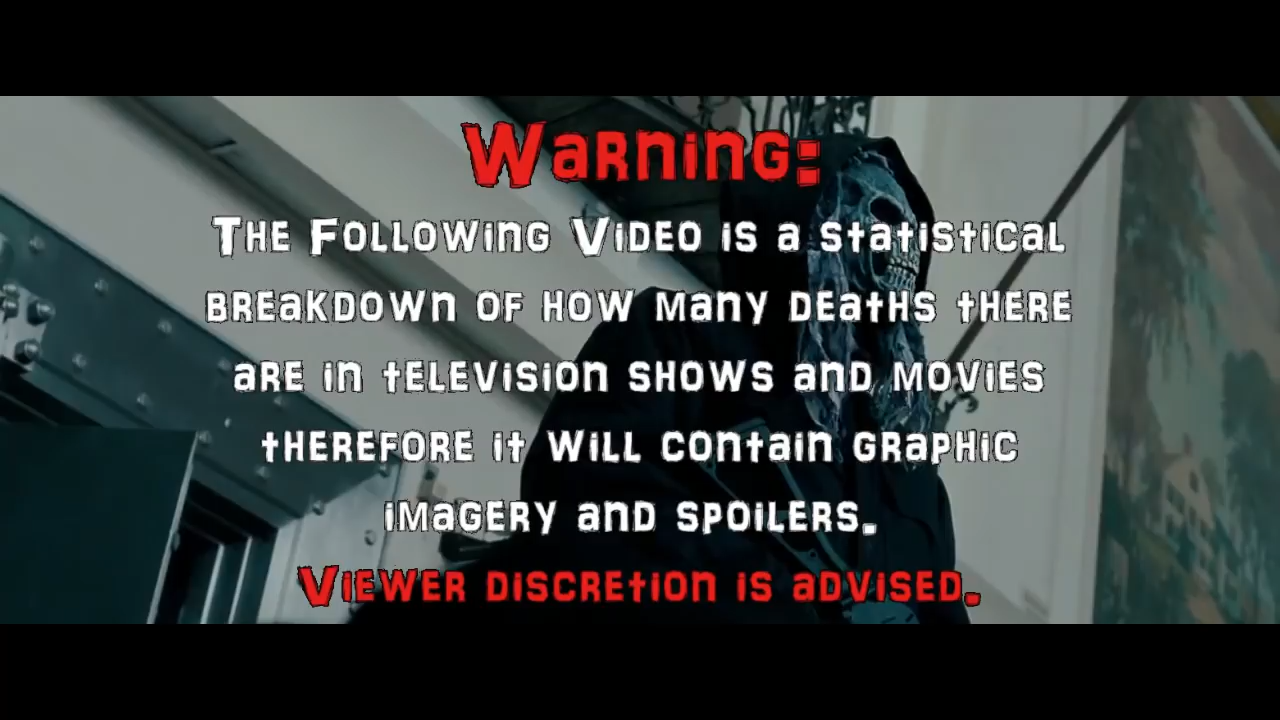 Warning:
The Following Video is a statistical
breakdown of how many deaths there
are in television shows and movies
therefore it will contain graphic
imagery and spoilers.
Viewer discretion is advised.